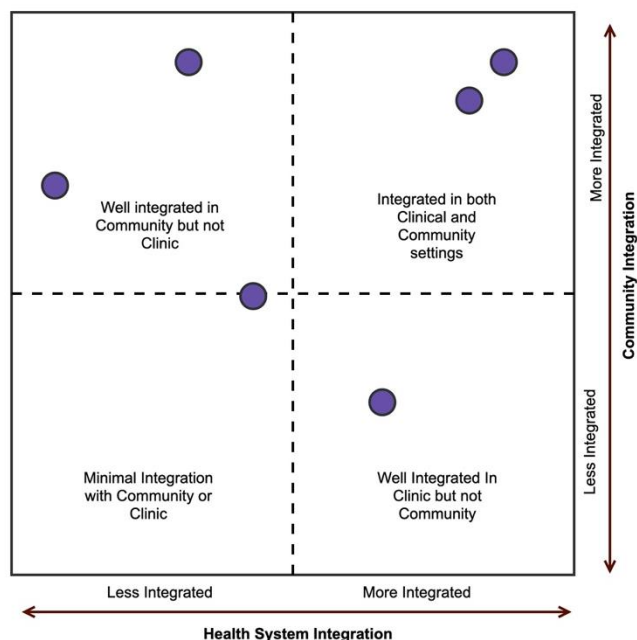 Well integrated in
Community but not
Clinic
Integrated in both
Clinical and
Community
settings
Minimal Integration
with Community or
Clinic
Well Integrated In
Clinic but not
Community
More Integrated
Less Integrated
Community Integration
Less Integrated
More Integrated
Health System Integration